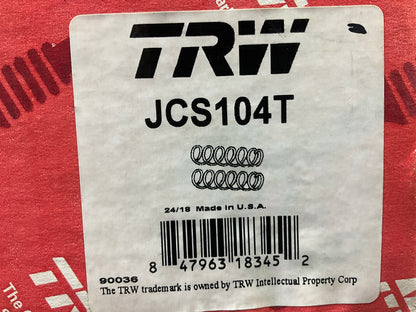 TRW
JCS104T
24/18 Made in U.S.A.
90036
8 47963 18345 2
The TRW trademark is owned by TRW Intellectual Property Corp